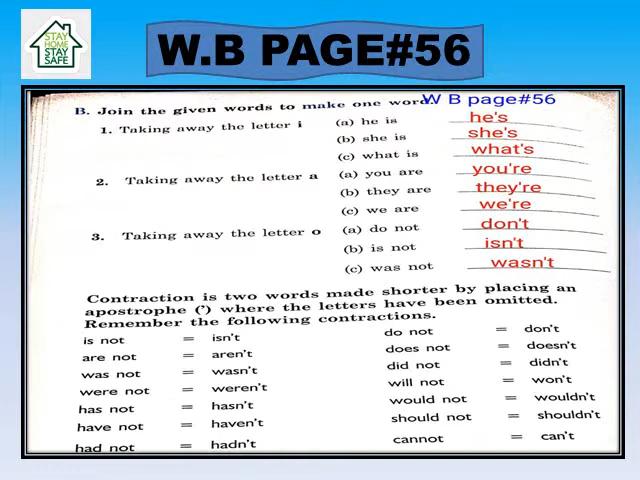 STAY
HOME
STAY
SAFE
W.B PAGE#56
W B page#56
B. Join the given words to make one word.
1. Taking away the letter i (a) he is he's
(b) she is she's
(c) what is what's
2. Taking away the letter a (a) you are you're
(b) they are they're
(c) we are we're
3. Taking away the letter o (a) do not don't
(b) is not isn't
(c) was not wasn't
Contraction is two words made shorter by placing an
apostrophe (’) where the letters have been omitted.
Remember the following contractions.
is not = isn't do not = don't
are not = aren't does not = doesn't
was not = wasn't did not = didn't
were not = weren't will not = won't
has not = hasn't would not = wouldn't
have not = haven't should not = shouldn't
had not = hadn't cannot = can't